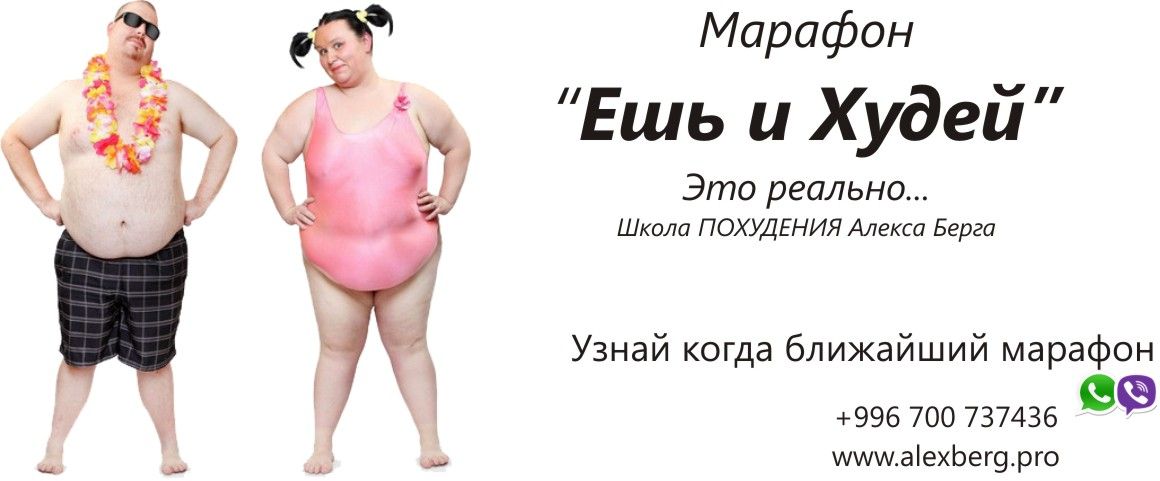 Марафон
“Ешь и Худей”
Это реально...
Школа ПОХУДЕНИЯ Алекса Берга
Узнай когда ближайший марафон
+996 700 737436
www.alexberg.pro